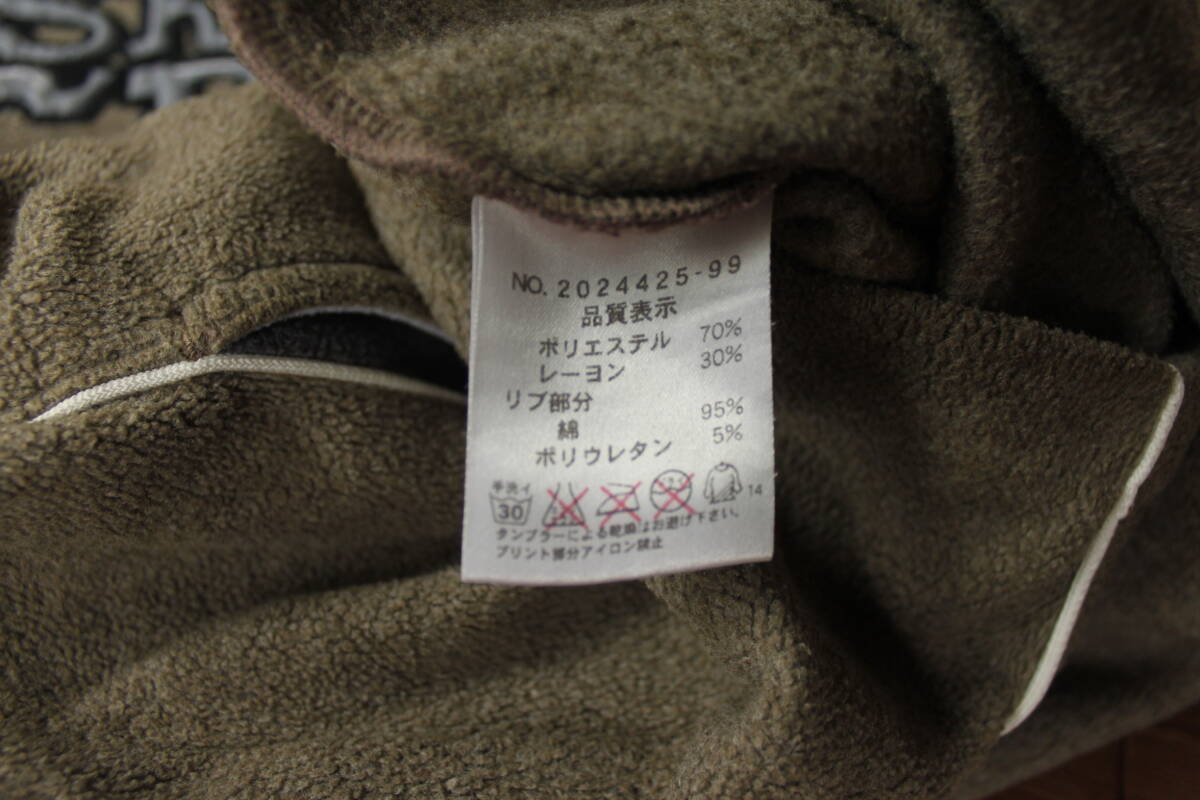 NO. 2024425-99
品質表示
ポリエステル 70%
レーヨン 30%
リブ部分
綿 95%
ポリウレタン 5%
手洗イ
30
14
タンブラーによる乾燥はお避け下さい。
プリント部分アイロン禁止